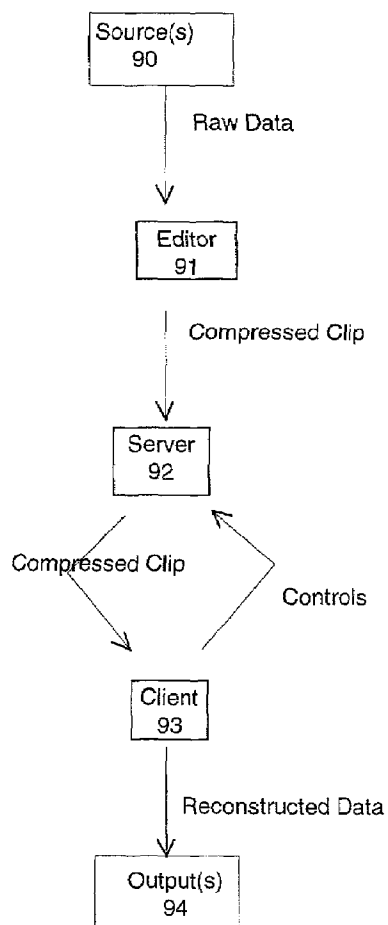 Source(s)
90
Raw Data
Editor
91
Compressed Clip
Server
92
Compressed Clip
Controls
Client
93
Reconstructed Data
Output(s)
94